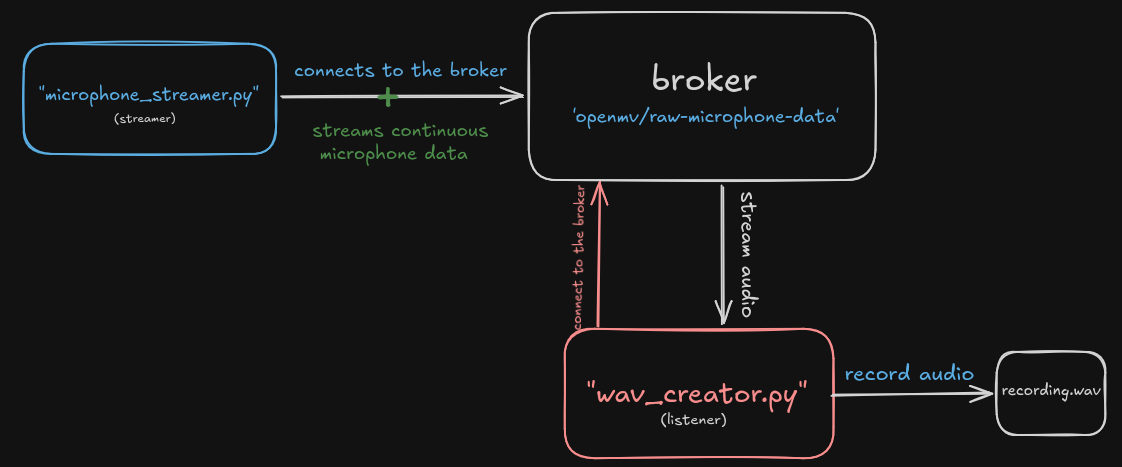 "microphone_streamer.py"
(streamer)
connects to the broker
streams continuous
microphone data
broker
'openmv/raw-microphone-data'
connect to the broker
stream audio
"wav_creator.py"
(listener)
record audio
recording.wav